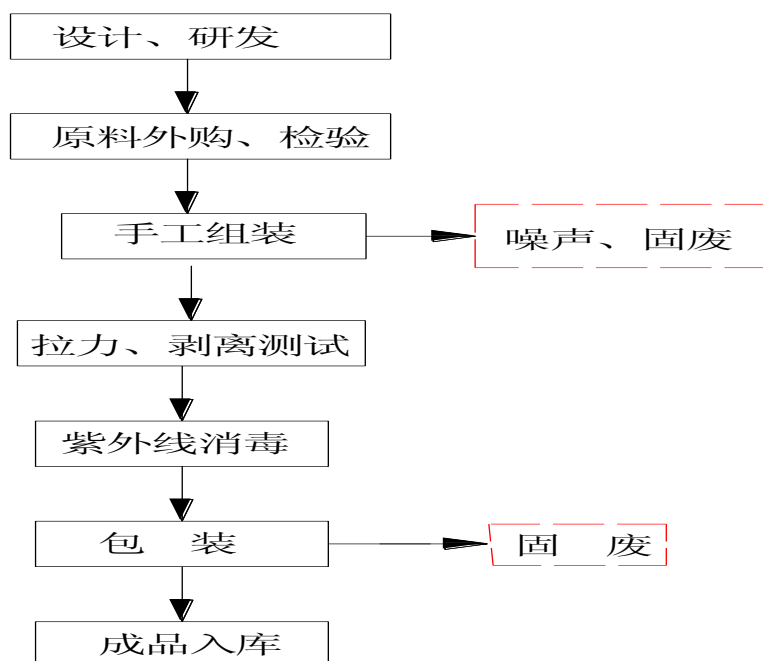 设计、研发
原料外购、检验
手工组装
噪声、固废
拉力、剥离测试
紫外线消毒
包 装
固 废
成品入库